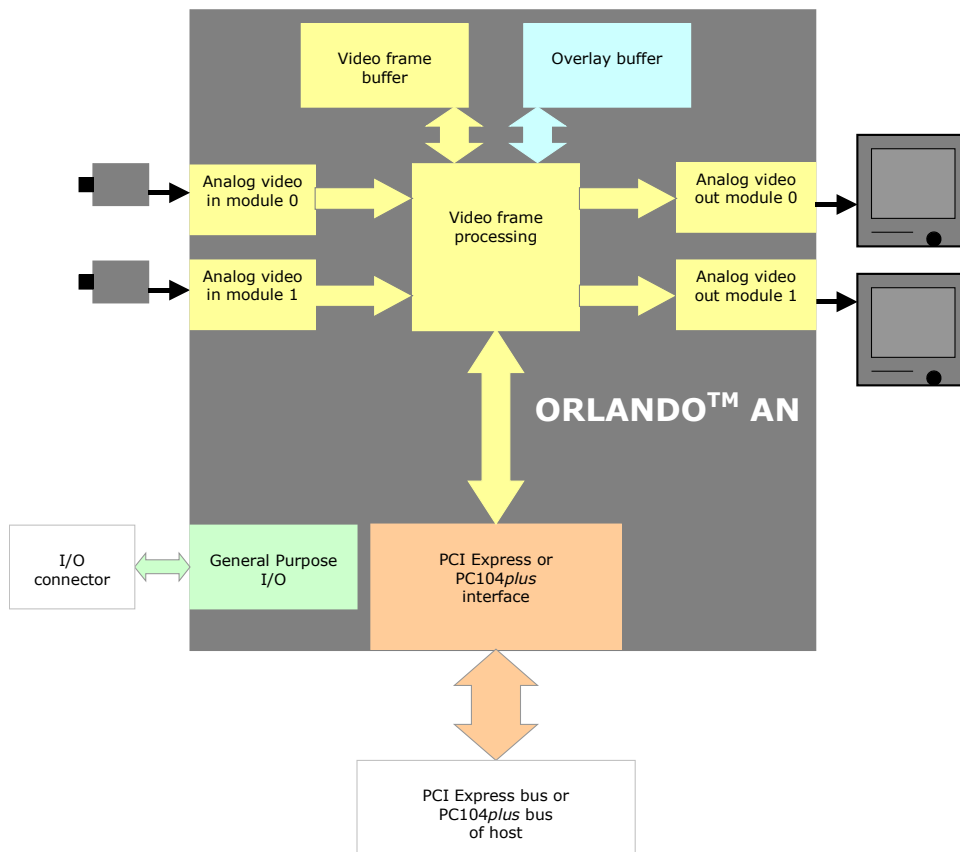 Video frame
buffer
Overlay buffer
Analog video
in module 0
Video frame
processing
Analog video
out module 0
Analog video
in module 1
Analog video
out module 1
ORLANDO™ AN
I/O
connector
General Purpose
I/O
PCI Express or
PC104plus
interface
PCI Express bus or
PC104plus bus
of host